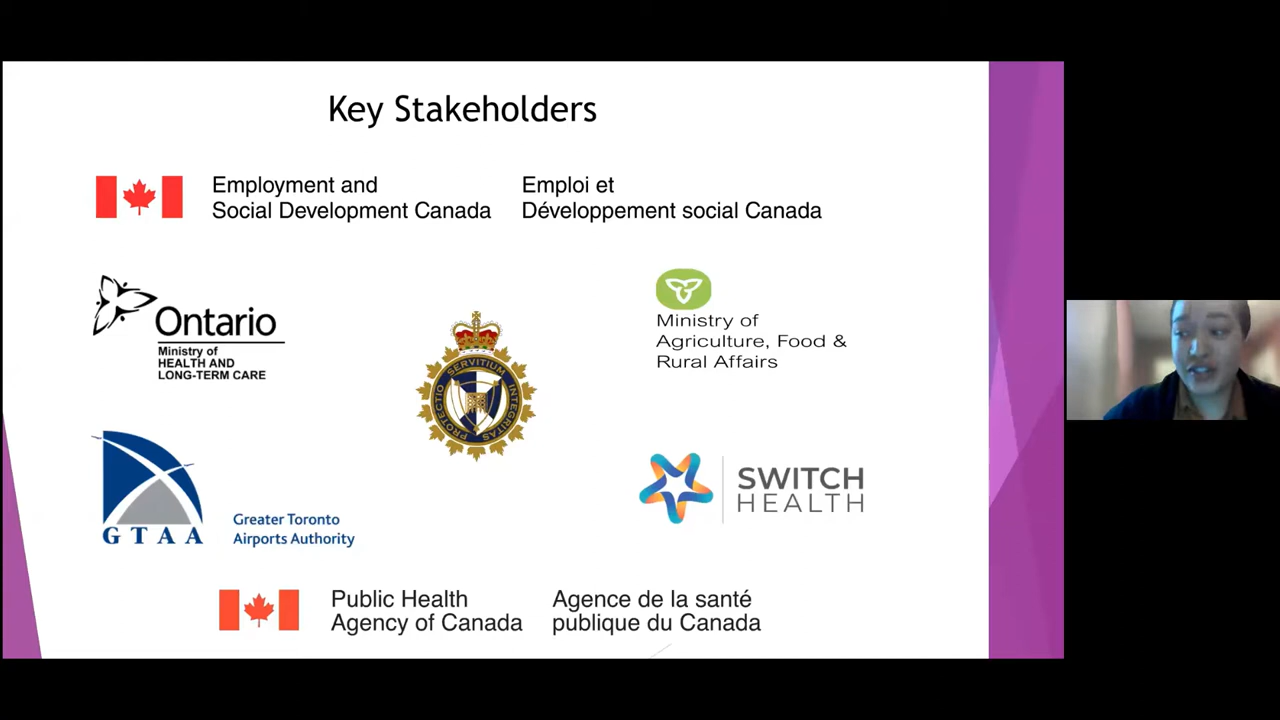 Key Stakeholders
Employment and
Social Development Canada
Emploi et
Développement social Canada
Ontario
Ministry of
HEALTH AND
LONG-TERM CARE
PROTECTIO SERVITIUM INTEGRITAS
Ministry of
Agriculture, Food &
Rural Affairs
GTAA
Greater Toronto
Airports Authority
SWITCH
HEALTH
Public Health
Agency of Canada
Agence de la santé
publique du Canada